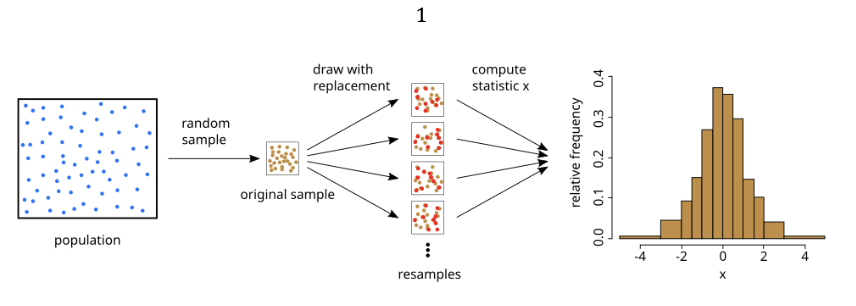 1
population
random
sample
original sample
draw with
replacement
resamples
compute
statistic x
relative frequency
0.4
0.3
0.2
0.1
0.0
-4 -2 0 2 4
x